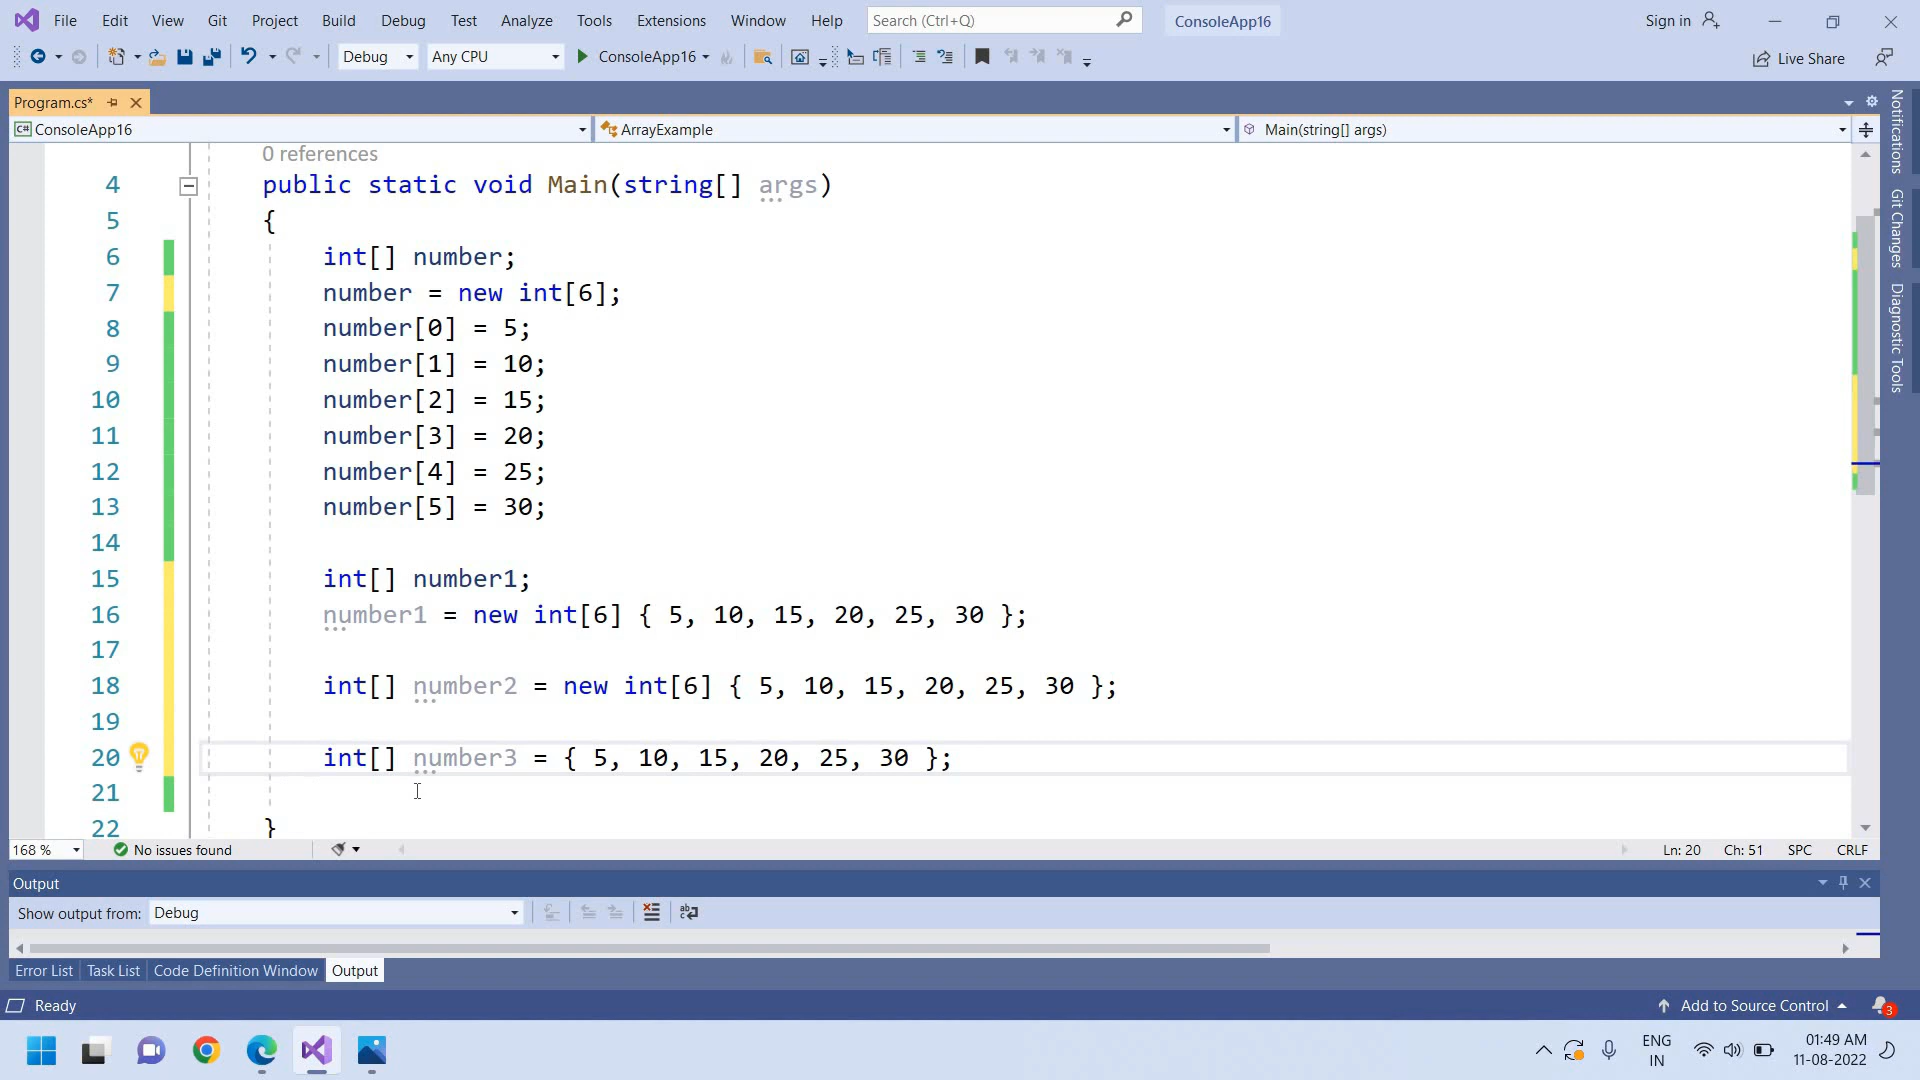 File Edit View Git Project Build Debug Test Analyze Tools Extensions Window Help Search (Ctrl+Q) ConsoleApp16 Sign in
Debug Any CPU ConsoleApp16 Live Share
Program.cs*
C# ConsoleApp16 ArrayExample Main(string[] args)
0 references
4 public static void Main(string[] args)
5 {
6 int[] number;
7 number = new int[6];
8 number[0] = 5;
9 number[1] = 10;
10 number[2] = 15;
11 number[3] = 20;
12 number[4] = 25;
13 number[5] = 30;
14
15 int[] number1;
16 number1 = new int[6] { 5, 10, 15, 20, 25, 30 };
17
18 int[] number2 = new int[6] { 5, 10, 15, 20, 25, 30 };
19
20 int[] number3 = { 5, 10, 15, 20, 25, 30 };
21
22 }
Notifications
Git Changes
Diagnostic Tools
168 % No issues found Ln: 20 Ch: 51 SPC CRLF
Output
Show output from: Debug
Error List Task List Code Definition Window Output
Ready Add to Source Control 3
ENG 01:49 AM
IN 11-08-2022